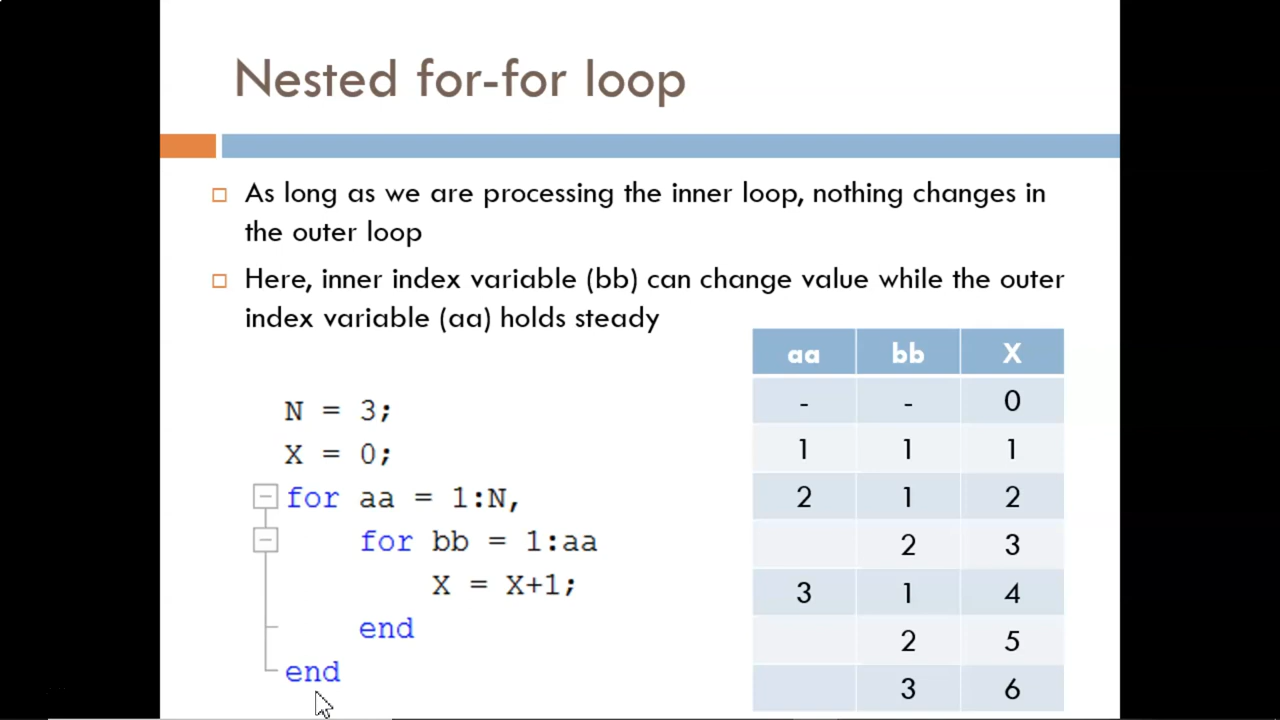 Nested for-for loop
As long as we are processing the inner loop, nothing changes in
the outer loop
Here, inner index variable (bb) can change value while the outer
index variable (aa) holds steady
N = 3;
X = 0;
for aa = 1:N,
for bb = 1:aa
X = X+1;
end
end
aa bb X
- - 0
1 1 1
2 1 2
2 3
3 1 4
2 5
3 6